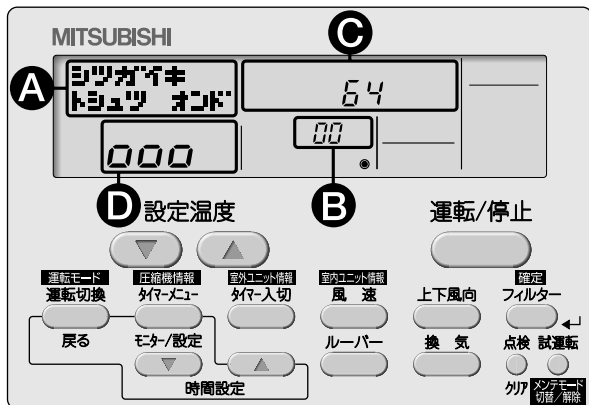 MITSUBISHI
C
A
シツガイキ
トシュツ オンド
64
00
000
D
設定温度
B
運転/停止
運転モード
圧縮機情報
室外ユニット情報
室内ユニット情報
確定
運転切換
タイマーメニュー
タイマー入切
風 速
上下風向
フィルター
戻る
モニター/設定
ルーバー
換 気
点検
試運転
時間設定
クリア
メンテモード
切替/解除